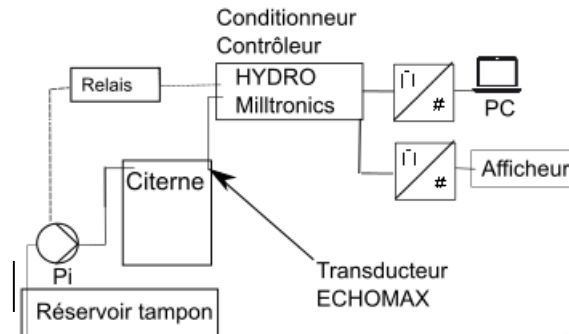 Conditionneur
Contrôleur
HYDRO
Milltronics
Relais
#
PC
#
Afficheur
Citerne
Pi
Transducteur
ECHOMAX
Réservoir tampon